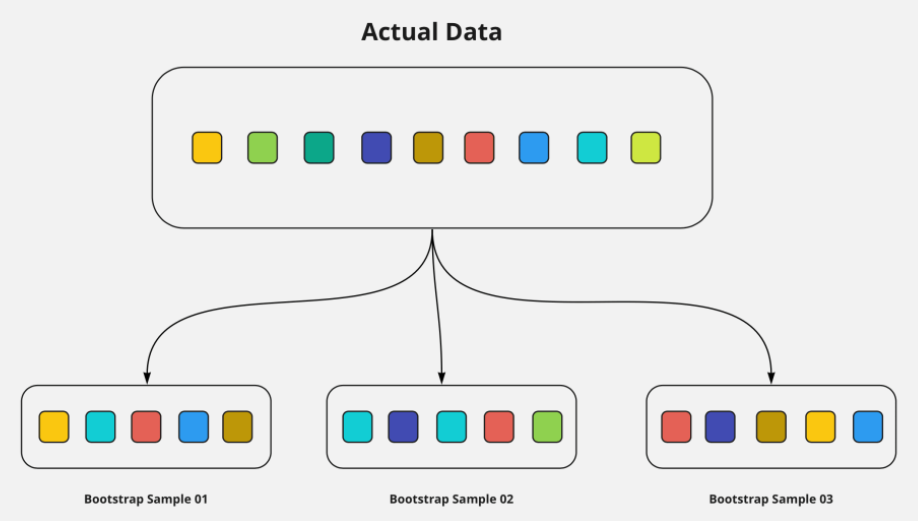 Actual Data
Bootstrap Sample 01
Bootstrap Sample 02
Bootstrap Sample 03